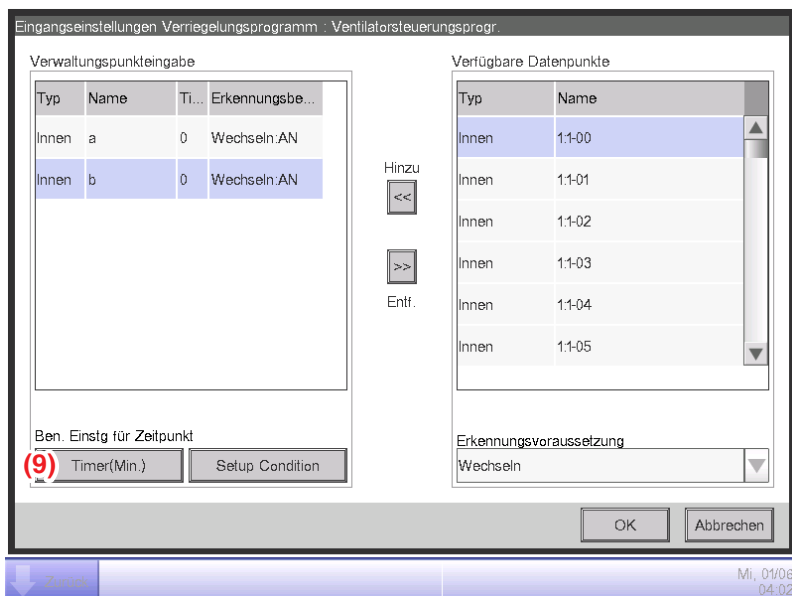 Eingangseinstellungen Verriegelungsprogramm : Ventilatorsteuerungsprogr.
Verwaltungspunkteingabe
Typ Name Ti... Erkennungsbe...
Innen a 0 Wechseln:AN
Innen b 0 Wechseln:AN
Hinzu
<<
>>
Entf.
Verfügbare Datenpunkte
Typ Name
Innen 1:1-00
Innen 1:1-01
Innen 1:1-02
Innen 1:1-03
Innen 1:1-04
Innen 1:1-05
Ben. Einstg für Zeitpunkt
(9) Timer(Min.) Setup Condition
Erkennungsvoraussetzung
Wechseln
OK Abbrechen
Zurück
Mi, 01/06
04:02